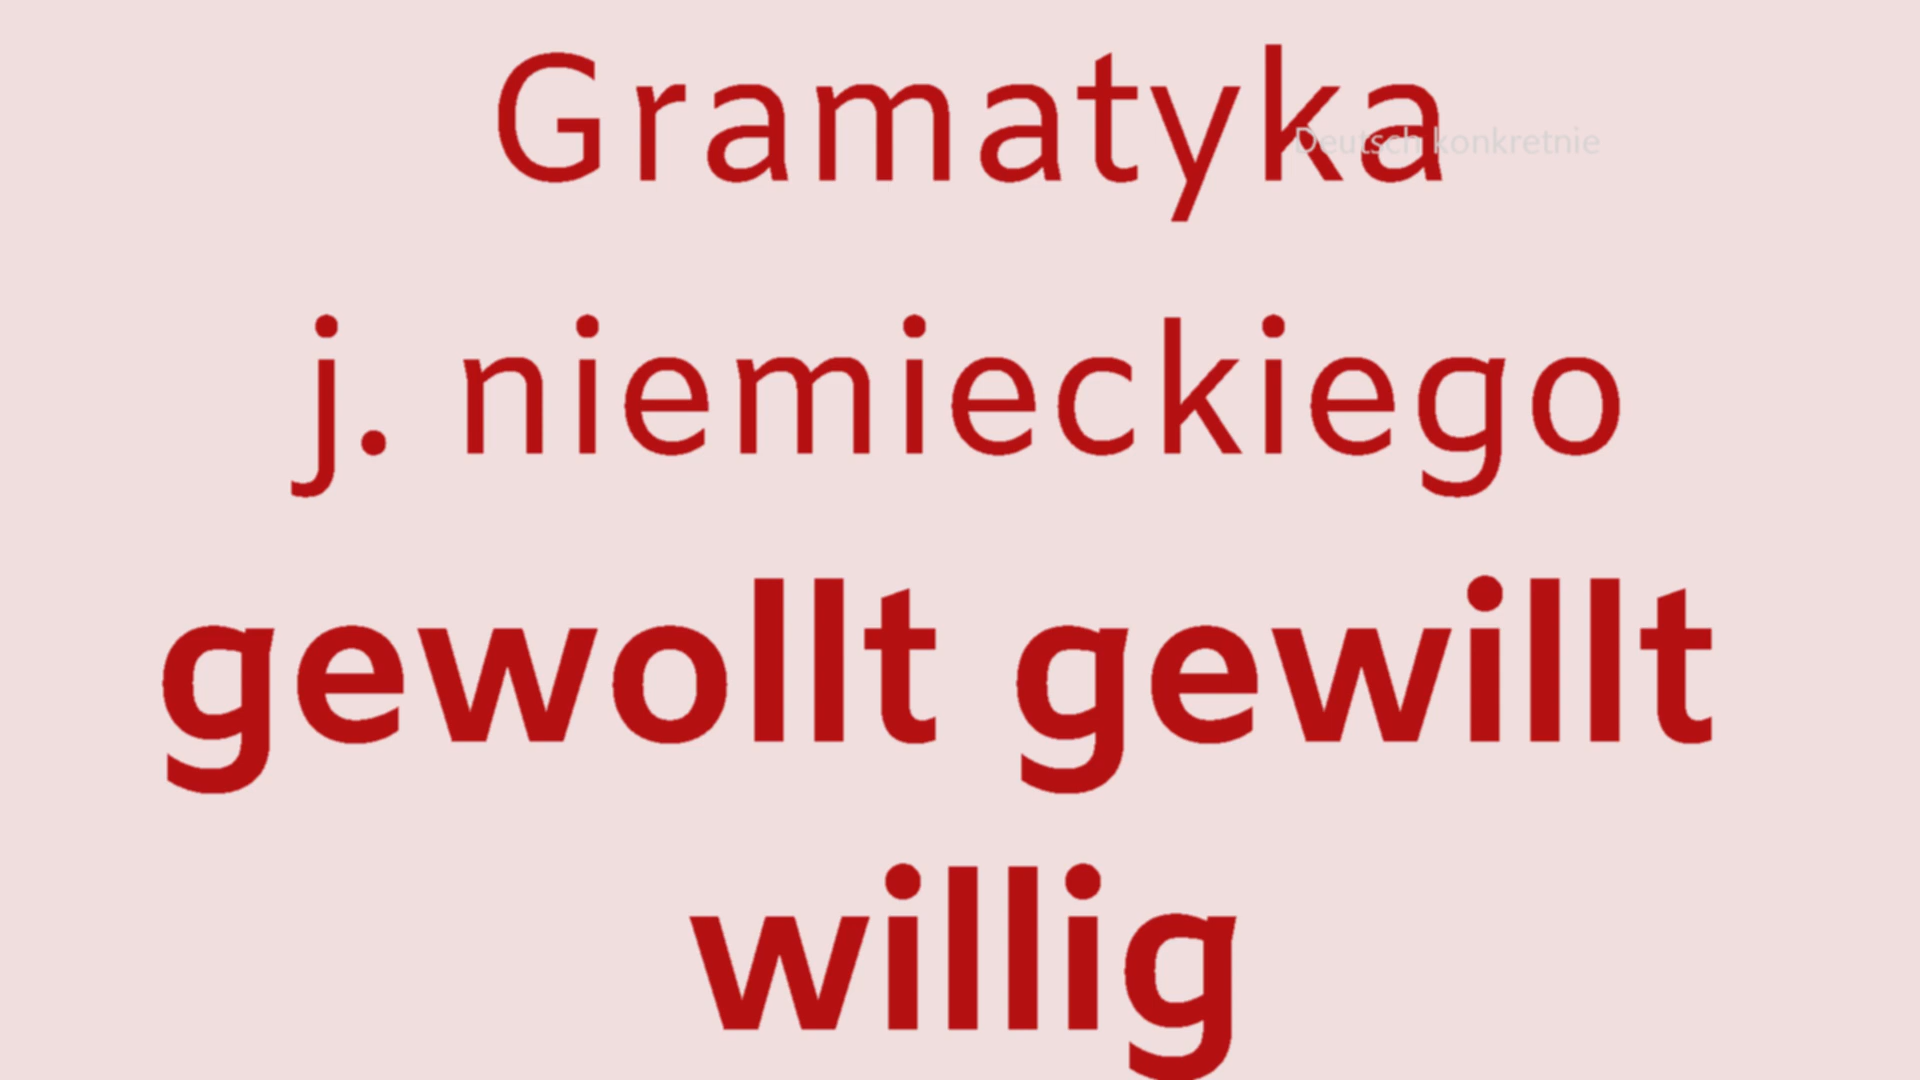 Gramatyka
Deutsch konkretnie
j. niemieckiego
gewollt gewillt
willig